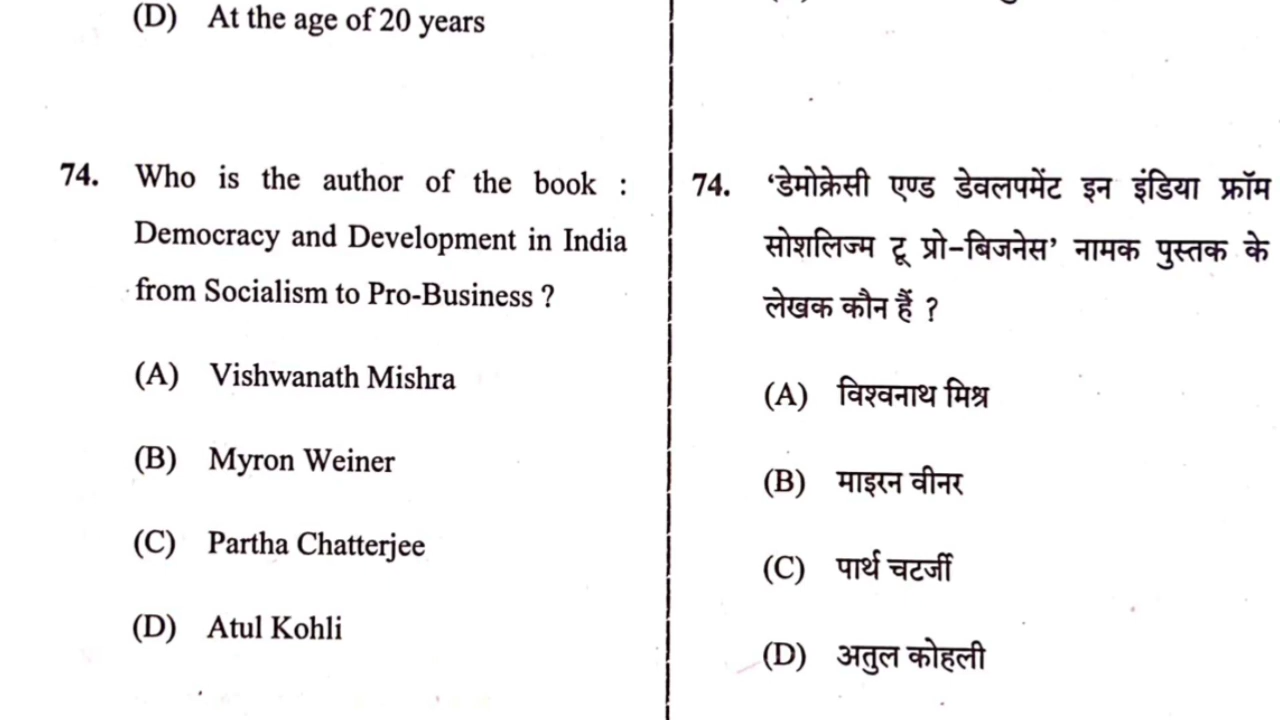 (D) At the age of 20 years
74. Who is the author of the book :
Democracy and Development in India
from Socialism to Pro-Business ?
(A) Vishwanath Mishra
(B) Myron Weiner
(C) Partha Chatterjee
(D) Atul Kohli
74. ‘डेमोक्रेसी एण्ड डेवलपमेंट इन इंडिया फ्रॉम
सोशलिज्म टू प्रो-बिजनेस’ नामक पुस्तक के
लेखक कौन हैं ?
(A) विश्वनाथ मिश्र
(B) माइरन वीनर
(C) पार्थ चटर्जी
(D) अतुल कोहली